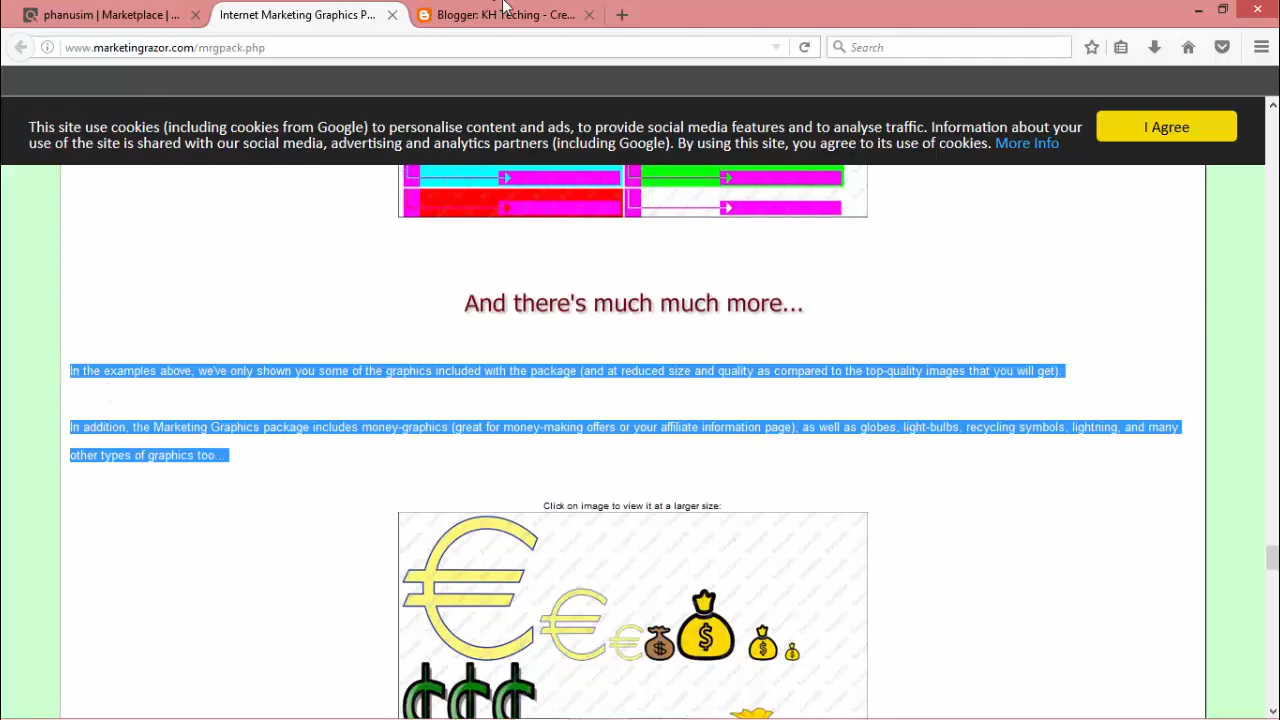 phanusim | Marketplace | ...
Internet Marketing Graphics P...
Blogger: KH Teching - Cre...
www.marketingrazor.com/mrgpack.php
Search
This site use cookies (including cookies from Google) to personalise content and ads, to provide social media features and to analyse traffic. Information about your
use of the site is shared with our social media, advertising and analytics partners (including Google). By using this site, you agree to its use of cookies. More Info
I Agree
And there's much much more...
In the examples above, we've only shown you some of the graphics included with the package (and at reduced size and quality as compared to the top-quality images that you will get).
In addition, the Marketing Graphics package includes money-graphics (great for money-making offers or your affiliate information page), as well as globes, light-bulbs, recycling symbols, lightning, and many
other types of graphics too...
Click on image to view it at a larger size: